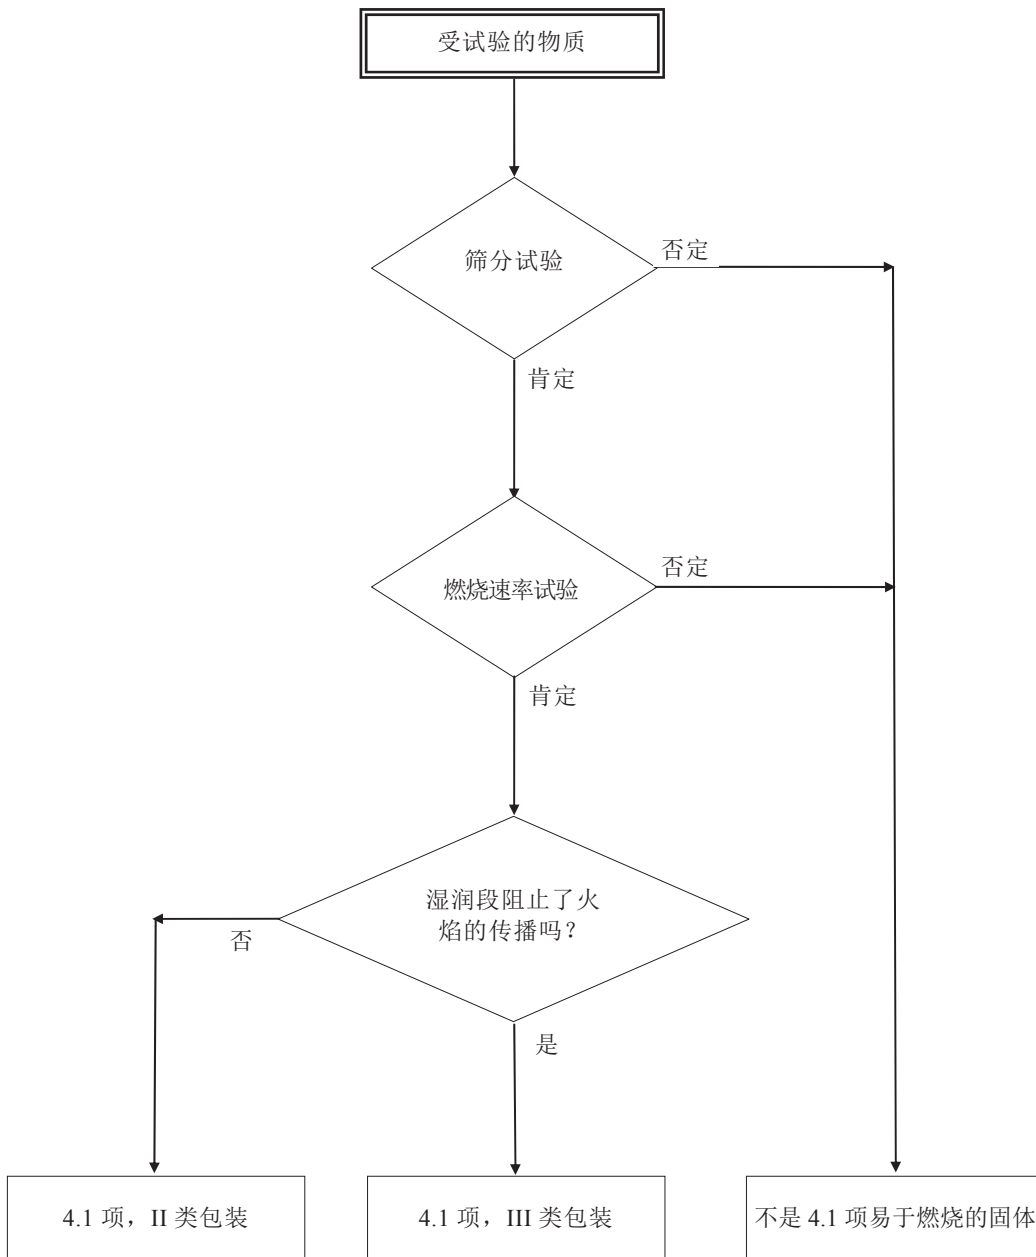 受试验的物质
筛分试验
否定
肯定
燃烧速率试验
否定
肯定
湿润段阻止了火
焰的传播吗？
否
是
4.1 项，II 类包装
4.1 项，III 类包装
不是 4.1 项易于燃烧的固体